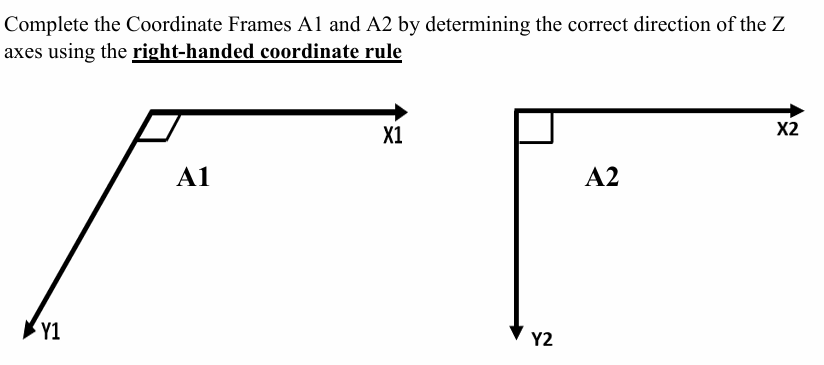 Complete the Coordinate Frames A1 and A2 by determining the correct direction of the Z
axes using the right-handed coordinate rule
X1
X2
A1
A2
Y1
Y2